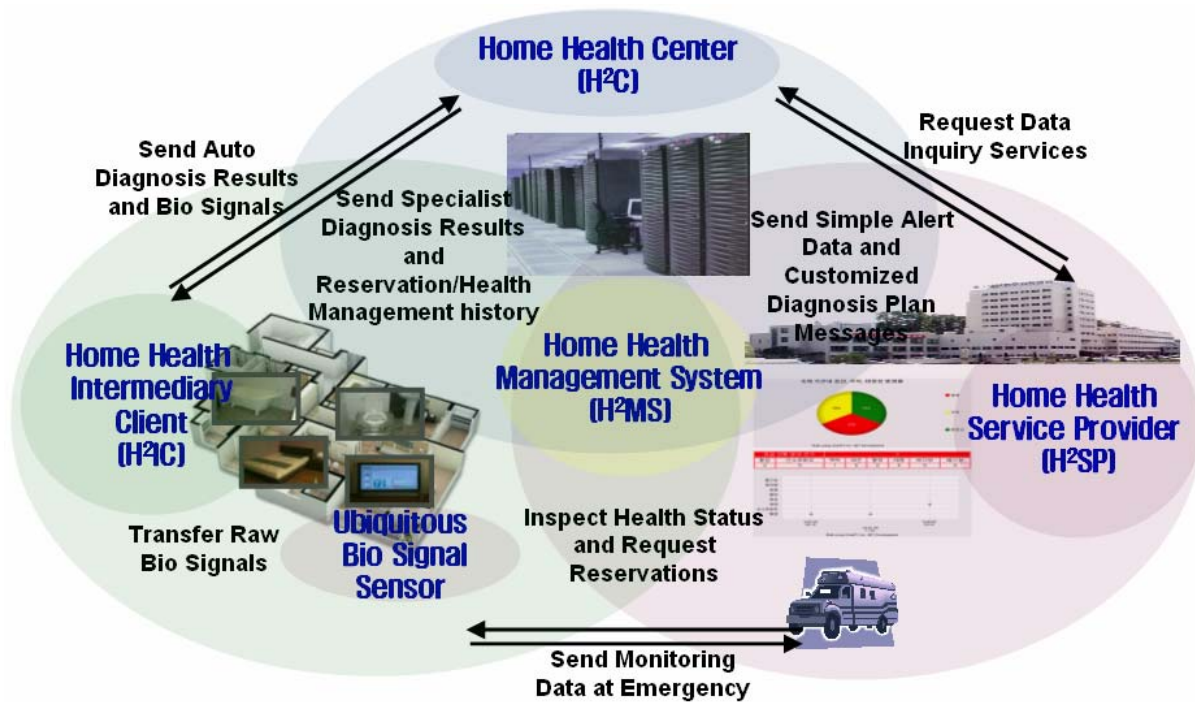 Home Health Center
(H²C)
Send Auto
Diagnosis Results
and Bio Signals
Request Data
Inquiry Services
Send Specialist
Diagnosis Results
and
Reservation/Health
Management history
Send Simple Alert
Data and
Customized
Diagnosis Plan
Messages
Home Health
Intermediary
Client
(H²IC)
Home Health
Management System
(H²MS)
Home Health
Service Provider
(H²SP)
Transfer Raw
Bio Signals
Ubiquitous
Bio Signal
Sensor
Inspect Health Status
and Request
Reservations
Send Monitoring
Data at Emergency